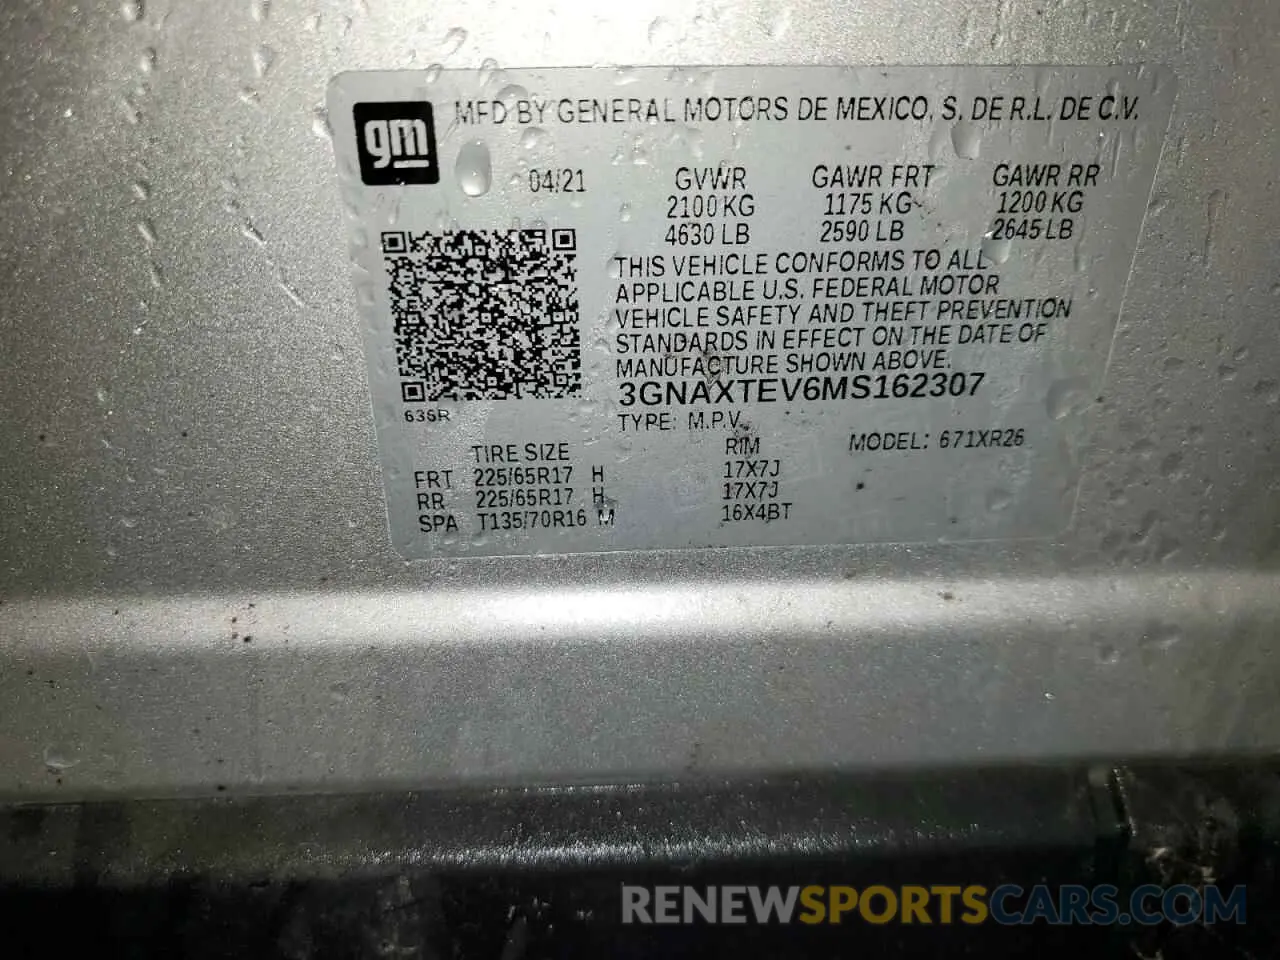 gm
MFD BY GENERAL MOTORS DE MEXICO, S. DE R.L. DE C.V.
04/21 GVWR GAWR FRT GAWR RR
2100 KG 1175 KG 1200 KG
4630 LB 2590 LB 2645 LB
THIS VEHICLE CONFORMS TO ALL
APPLICABLE U.S. FEDERAL MOTOR
VEHICLE SAFETY AND THEFT PREVENTION
STANDARDS IN EFFECT ON THE DATE OF
MANUFACTURE SHOWN ABOVE.
3GNAXTEV6MS162307
636R
TYPE: M.P.V.
MODEL: 671XR26
TIRE SIZE RIM
FRT 225/65R17 H 17X7J
RR 225/65R17 H 17X7J
SPA T135/70R16 M 16X4BT
RENEWSPORTSCARS.COM